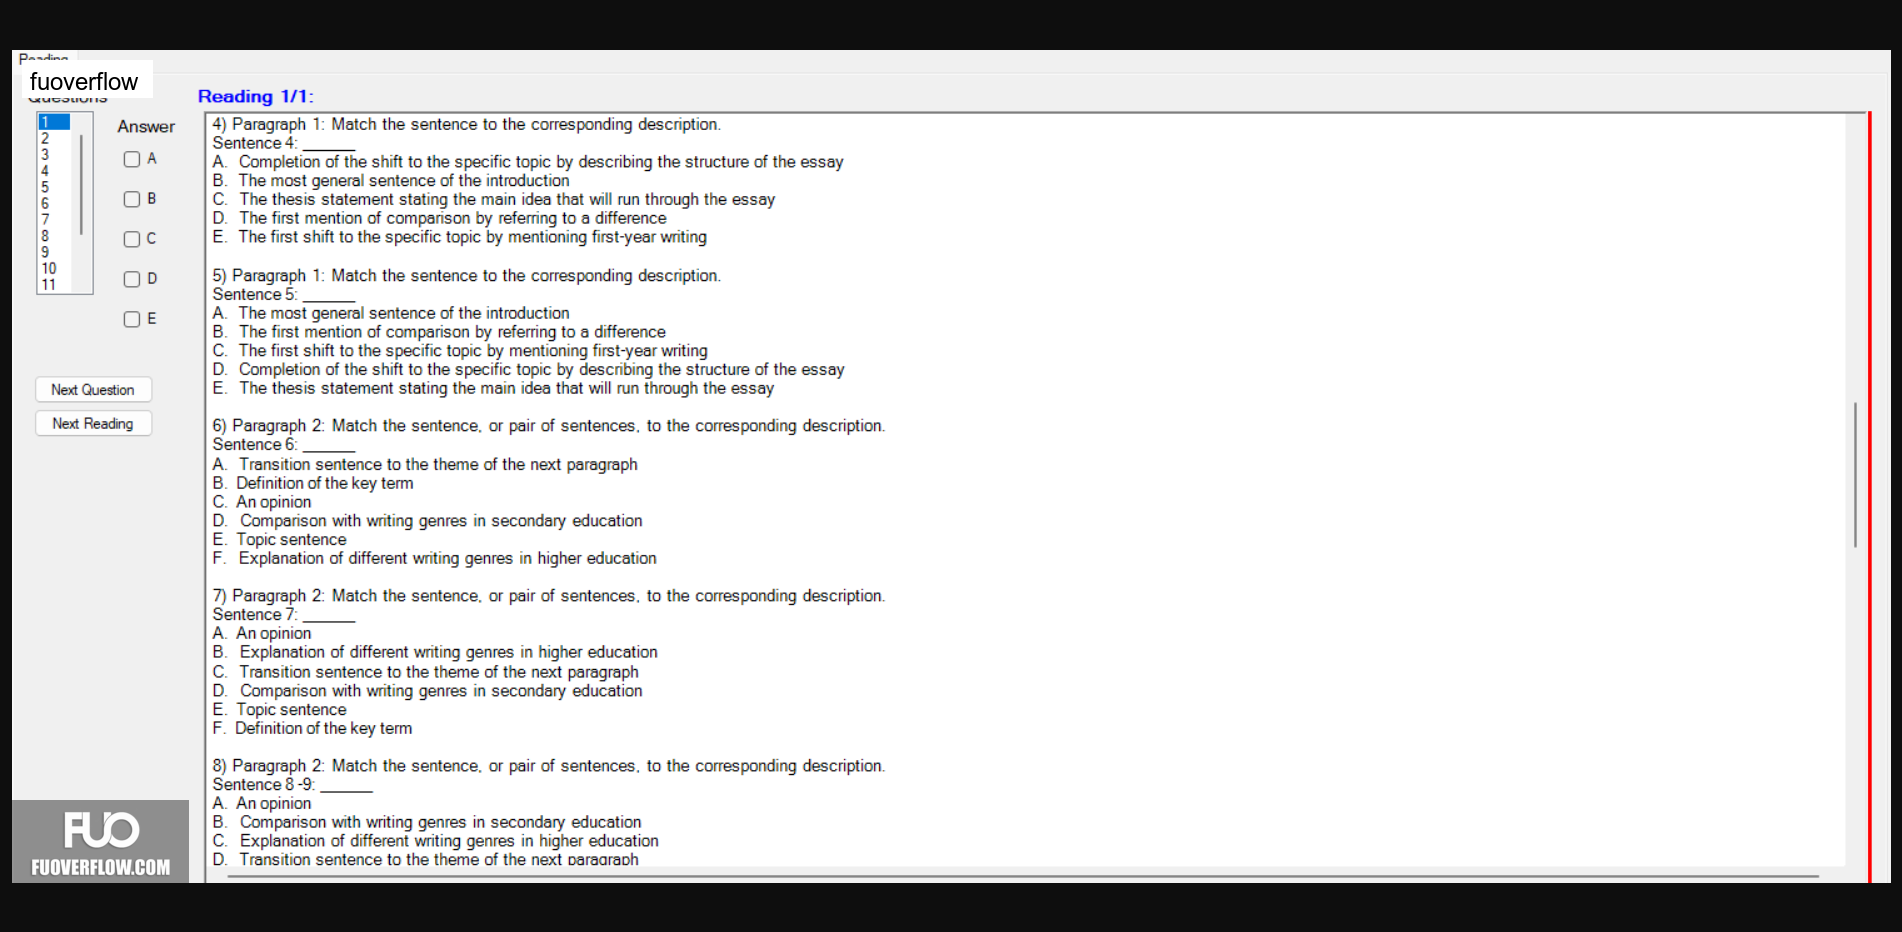 Reading
fuoverflow
Questions
Reading 1/1:
1
2
3
4
5
6
7
8
9
10
11
Answer
A
B
C
D
E
Next Question
Next Reading
4) Paragraph 1: Match the sentence to the corresponding description.
Sentence 4: ______
A. Completion of the shift to the specific topic by describing the structure of the essay
B. The most general sentence of the introduction
C. The thesis statement stating the main idea that will run through the essay
D. The first mention of comparison by referring to a difference
E. The first shift to the specific topic by mentioning first-year writing
5) Paragraph 1: Match the sentence to the corresponding description.
Sentence 5: ______
A. The most general sentence of the introduction
B. The first mention of comparison by referring to a difference
C. The first shift to the specific topic by mentioning first-year writing
D. Completion of the shift to the specific topic by describing the structure of the essay
E. The thesis statement stating the main idea that will run through the essay
6) Paragraph 2: Match the sentence, or pair of sentences, to the corresponding description.
Sentence 6: ______
A. Transition sentence to the theme of the next paragraph
B. Definition of the key term
C. An opinion
D. Comparison with writing genres in secondary education
E. Topic sentence
F. Explanation of different writing genres in higher education
7) Paragraph 2: Match the sentence, or pair of sentences, to the corresponding description.
Sentence 7: ______
A. An opinion
B. Explanation of different writing genres in higher education
C. Transition sentence to the theme of the next paragraph
D. Comparison with writing genres in secondary education
E. Topic sentence
F. Definition of the key term
8) Paragraph 2: Match the sentence, or pair of sentences, to the corresponding description.
Sentence 8 -9: ______
A. An opinion
B. Comparison with writing genres in secondary education
C. Explanation of different writing genres in higher education
D. Transition sentence to the theme of the next paragraph
FUO
FUOVERFLOW.COM